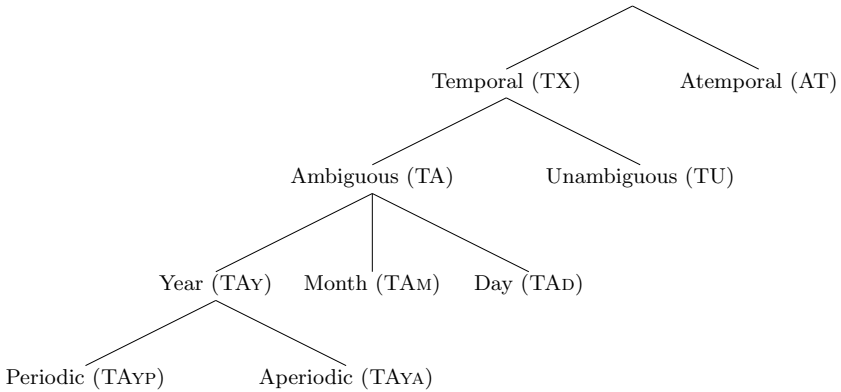 Temporal (TX) Atemporal (AT)
Ambiguous (TA) Unambiguous (TU)
Year (TAY) Month (TAM) Day (TAD)
Periodic (TAYP) Aperiodic (TAYA)